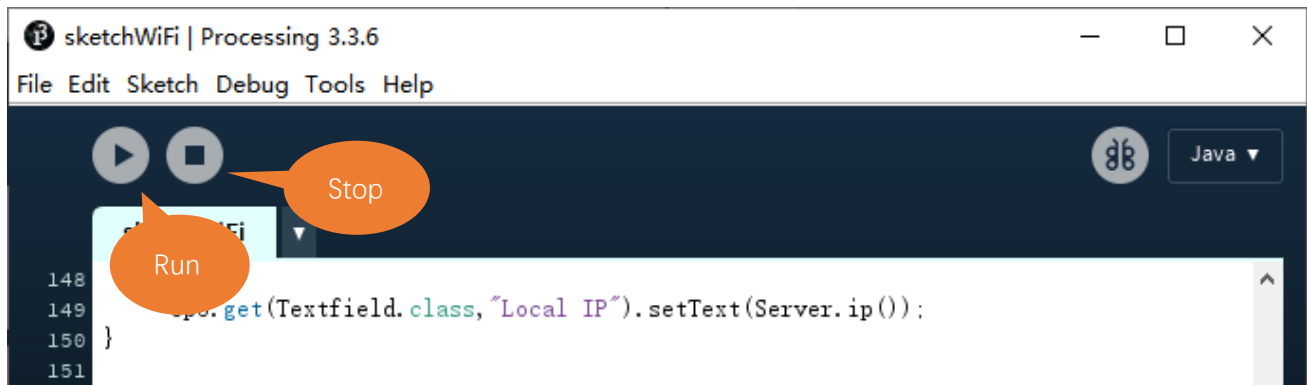 sketchWiFi | Processing 3.3.6
File Edit Sketch Debug Tools Help
Java ▼
Stop
Run
148
149 .get(Textfield.class,"Local IP").setText(Server.ip());
150 }
151